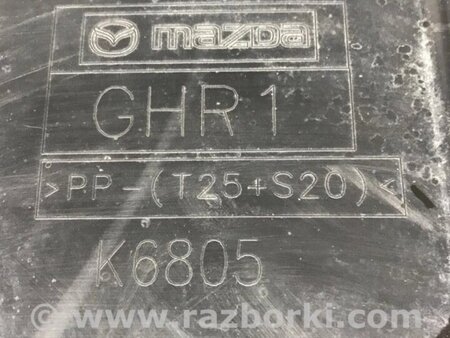 mazda
GHR1
>PP-(T25+S20)<
K6805
© www.razborki.com